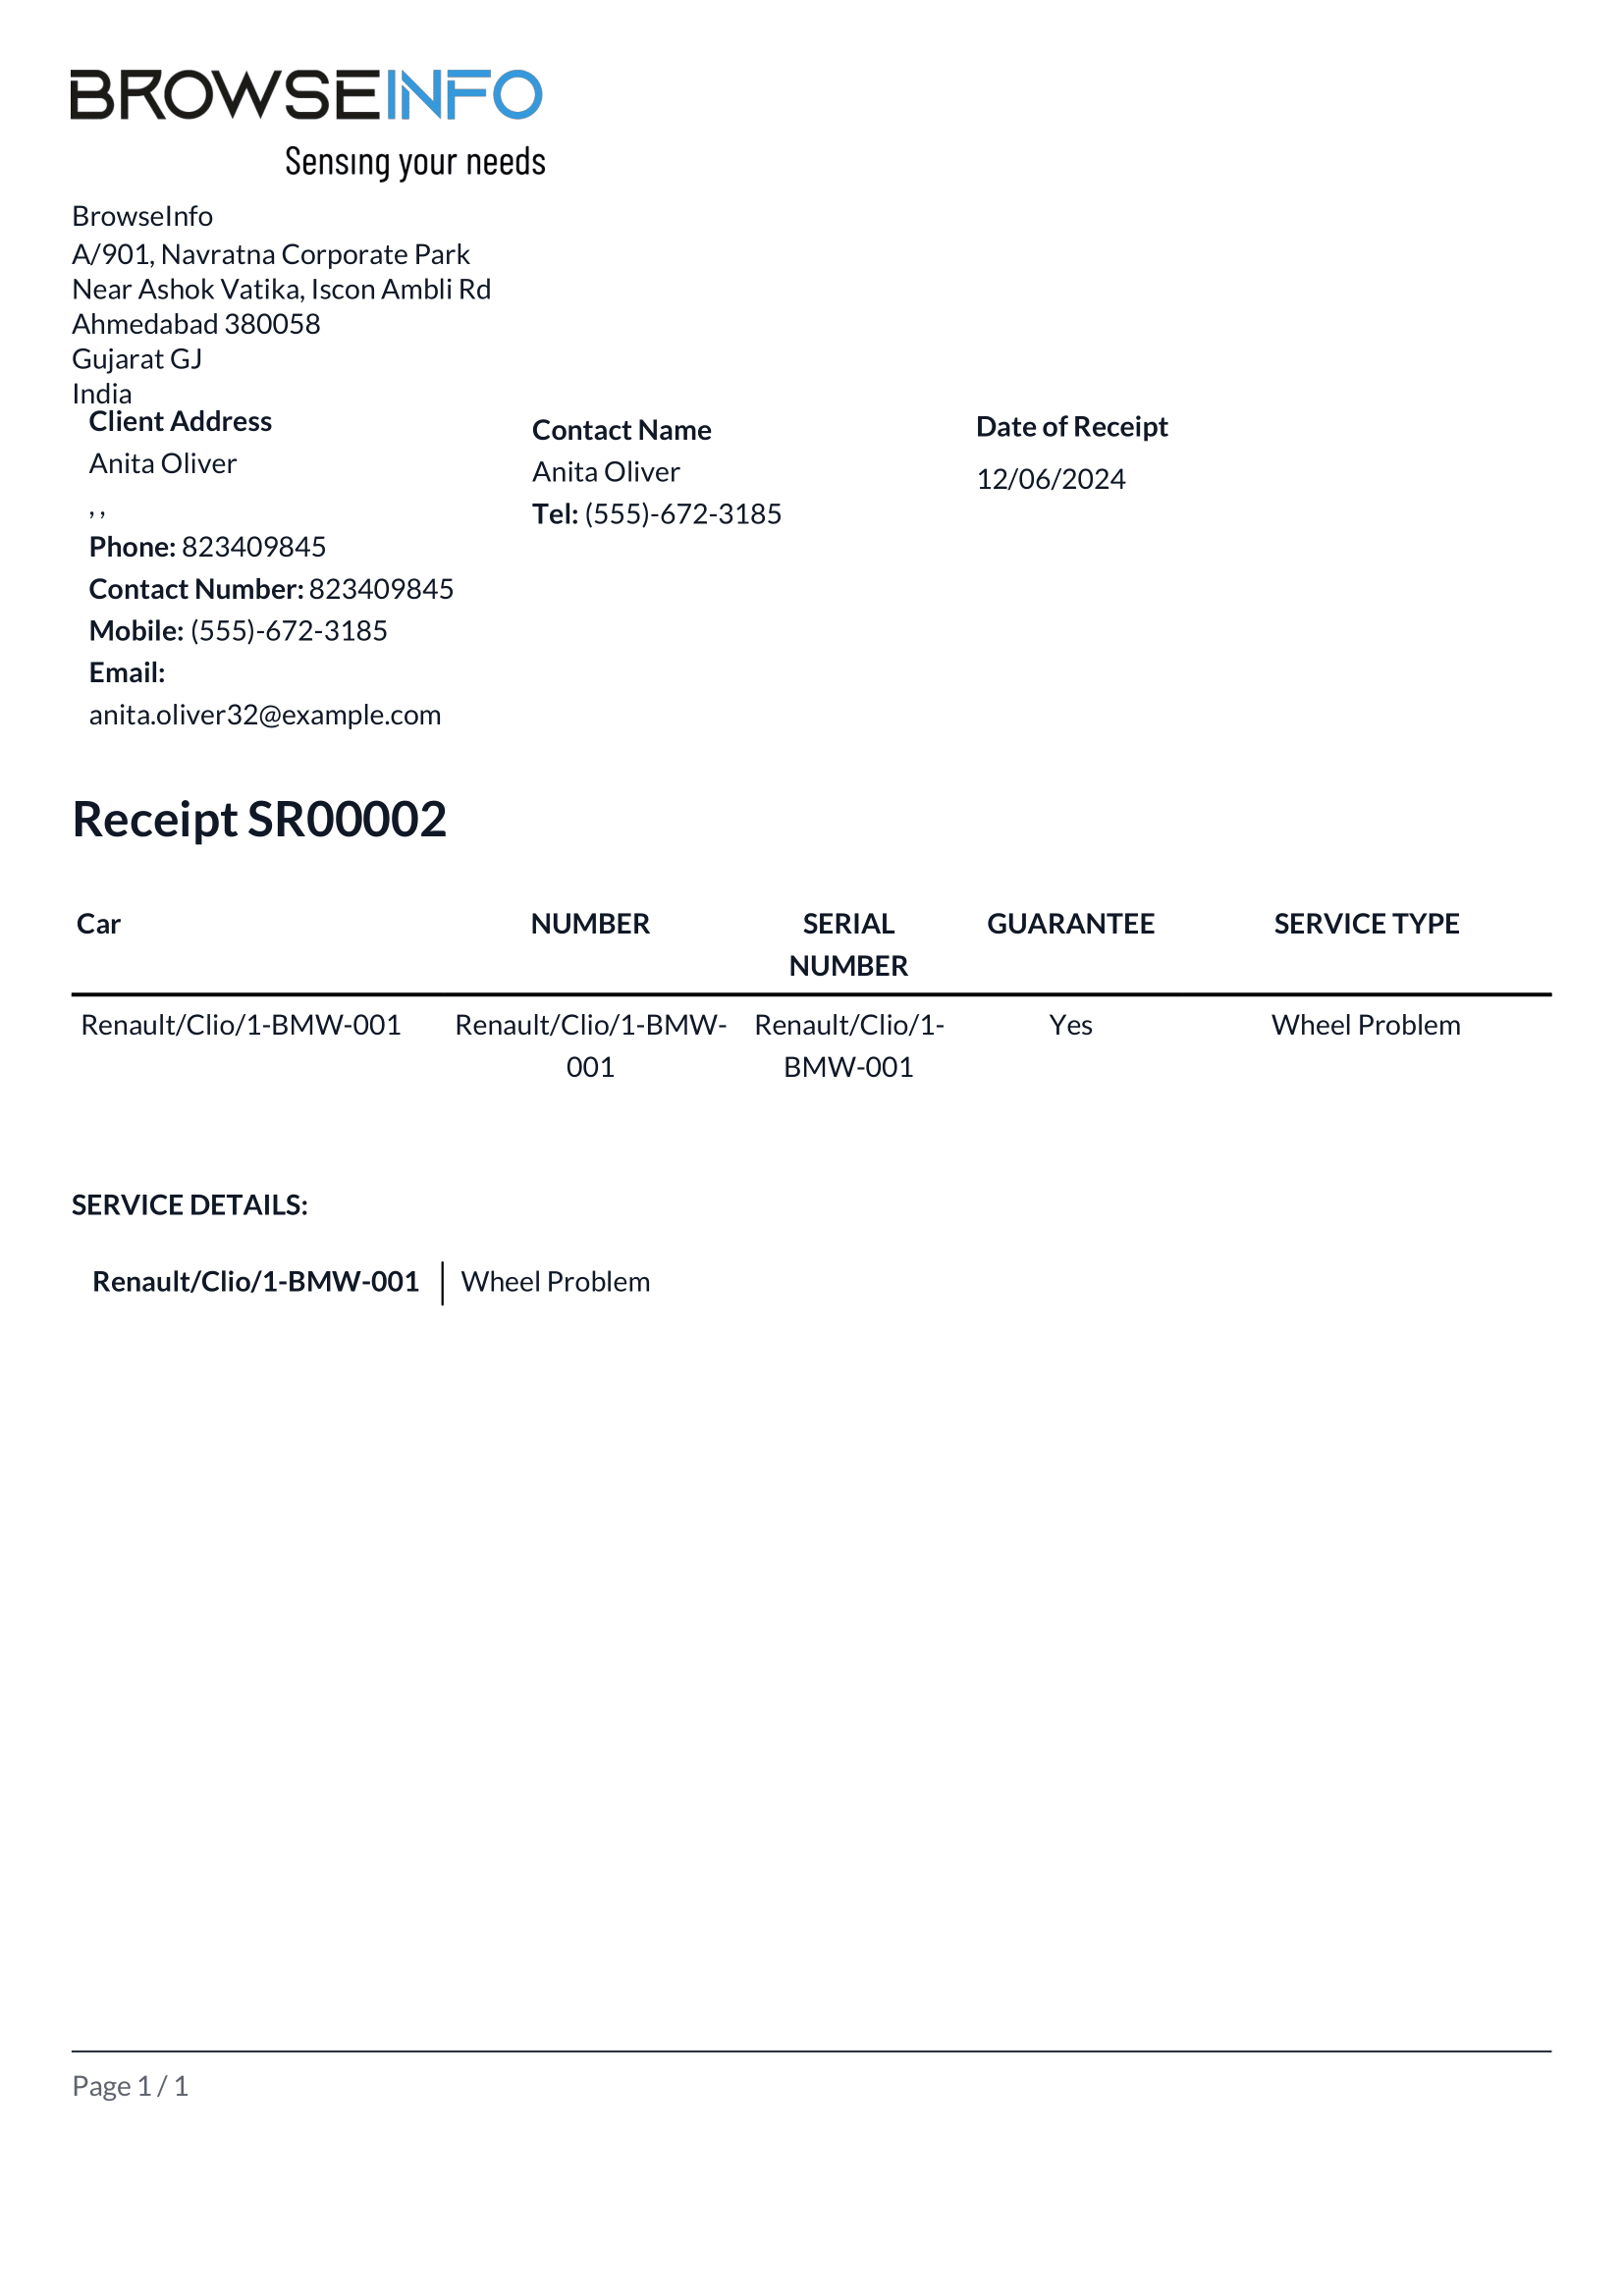 BROWSEINFO
Sensing your needs
BrowseInfo
A/901, Navratna Corporate Park
Near Ashok Vatika, Iscon Ambli Rd
Ahmedabad 380058
Gujarat GJ
India
Client Address
Anita Oliver
, ,
Phone: 823409845
Contact Number: 823409845
Mobile: (555)-672-3185
Email:
anita.oliver32@example.com
Contact Name
Anita Oliver
Tel: (555)-672-3185
Date of Receipt
12/06/2024
Receipt SR00002
Car NUMBER SERIAL GUARANTEE SERVICE TYPE
NUMBER
Renault/Clio/1-BMW-001 Renault/Clio/1-BMW- Renault/Clio/1- Yes Wheel Problem
001 BMW-001
SERVICE DETAILS:
Renault/Clio/1-BMW-001 Wheel Problem
Page 1 / 1